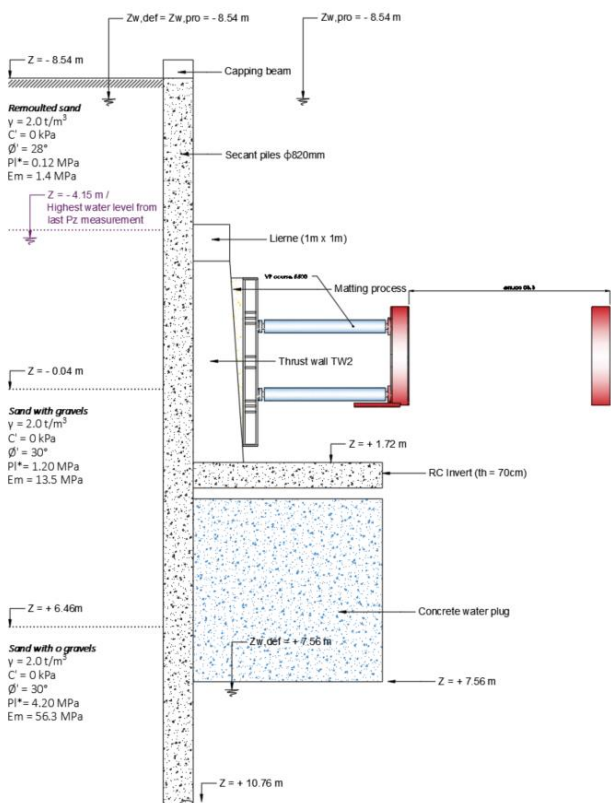 Zw,def = Zw,pro = - 8.54 m
Zw,pro = - 8.54 m
Z = - 8.54 m
Capping beam
Remoulted sand
γ = 2.0 t/m³
C' = 0 kPa
Ø' = 28°
Pl* = 0.12 MPa
Em = 1.4 MPa
Secant piles ϕ820mm
Z = - 4.15 m /
Highest water level from
last Pz measurement
Lierne (1m x 1m)
Matting process
Thrust wall TW2
Z = - 0.04 m
Sand with gravels
γ = 2.0 t/m³
C' = 0 kPa
Ø' = 30°
Pl*= 1.20 MPa
Em = 13.5 MPa
Z = + 1.72 m
RC Invert (th = 70cm)
Concrete water plug
Z = + 6.46m
Sand with o gravels
γ = 2.0 t/m³
C' = 0 kPa
Ø' = 30°
Pl*= 4.20 MPa
Em = 56.3 MPa
Zw,def = + 7.56 m
Z = + 7.56 m
Z = + 10.76 m